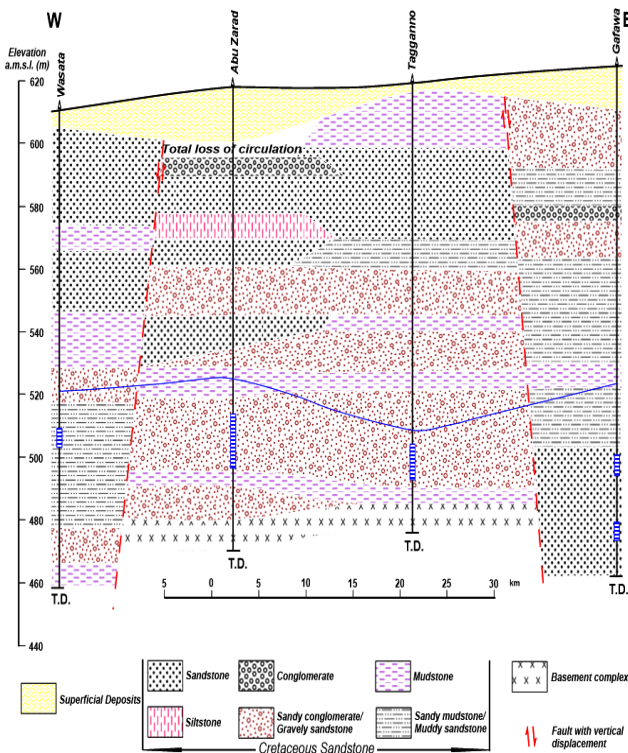 W
E
Wasata
Abu Zarad
Tagganno
Gafawa
Elevation
a.m.s.l. (m)
620
600
580
560
540
520
500
480
460
440
Total loss of circulation
T.D.
T.D.
T.D.
T.D.
5 0 2 5 10 15 20 25 30 km
Superficial Deposits
Sandstone
Conglomerate
Mudstone
Basement complex
Siltstone
Sandy conglomerate/
Gravely sandstone
Sandy mudstone/
Muddy sandstone
Fault with vertical
displacement
Cretaceous Sandstone